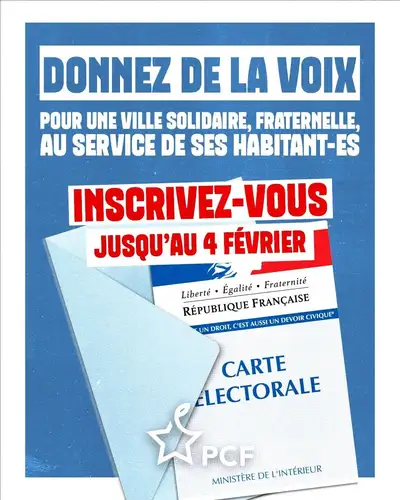 DONNEZ DE LA VOIX
POUR UNE VILLE SOLIDAIRE, FRATERNELLE,
AU SERVICE DE SES HABITANT-ES
INSCRIVEZ-VOUS
JUSQU'AU 4 FÉVRIER
Liberté • Égalité • Fraternité
RÉPUBLIQUE FRANÇAISE
UN DROIT, C'EST AUSSI UN DEVOIR CIVIQUE
CARTE
ELECTORALE
PCF
MINISTÈRE DE L'INTÉRIEUR